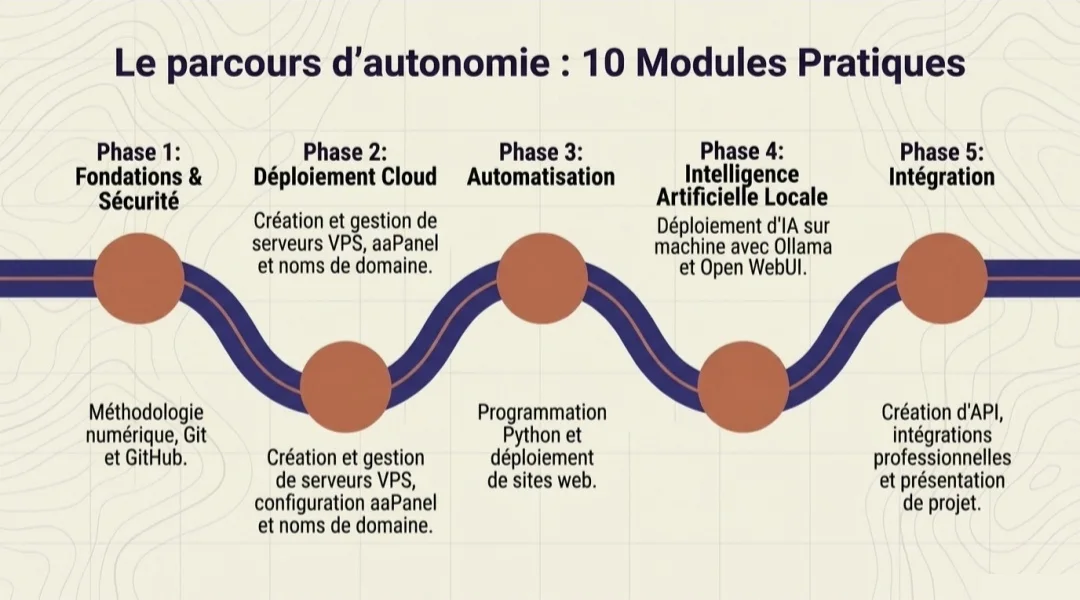 Le parcours d’autonomie : 10 Modules Pratiques
Phase 1:
Fondations &
Sécurité
Méthodologie
numérique, Git
et GitHub.
Phase 2:
Déploiement Cloud
Création et gestion de
serveurs VPS, aaPanel
et noms de domaine.
Création et gestion
de serveurs VPS,
configuration aaPanel
et noms de domaine.
Phase 3:
Automatisation
Programmation
Python et
déploiement
de sites web.
Phase 4:
Intelligence
Artificielle Locale
Déploiement d'IA sur
machine avec Ollama
et Open WebUI.
Phase 5:
Intégration
Création d'API,
intégrations
professionnelles
et présentation
de projet.